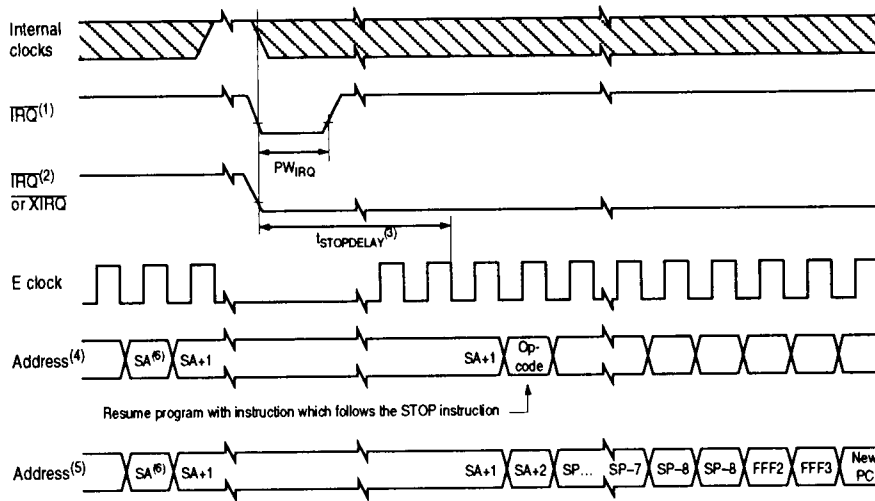 Internal
clocks
IRQ(1)
PWIRQ
IRQ(2)
or XIRQ
tSTOPDELAY(3)
E clock
Address(4) SA(6) SA+1 SA+1 Op-
code
Resume program with instruction which follows the STOP instruction
Address(5) SA(6) SA+1 SA+1 SA+2 SP... SP–7 SP–8 SP–8 FFF2 FFF3 New
PC